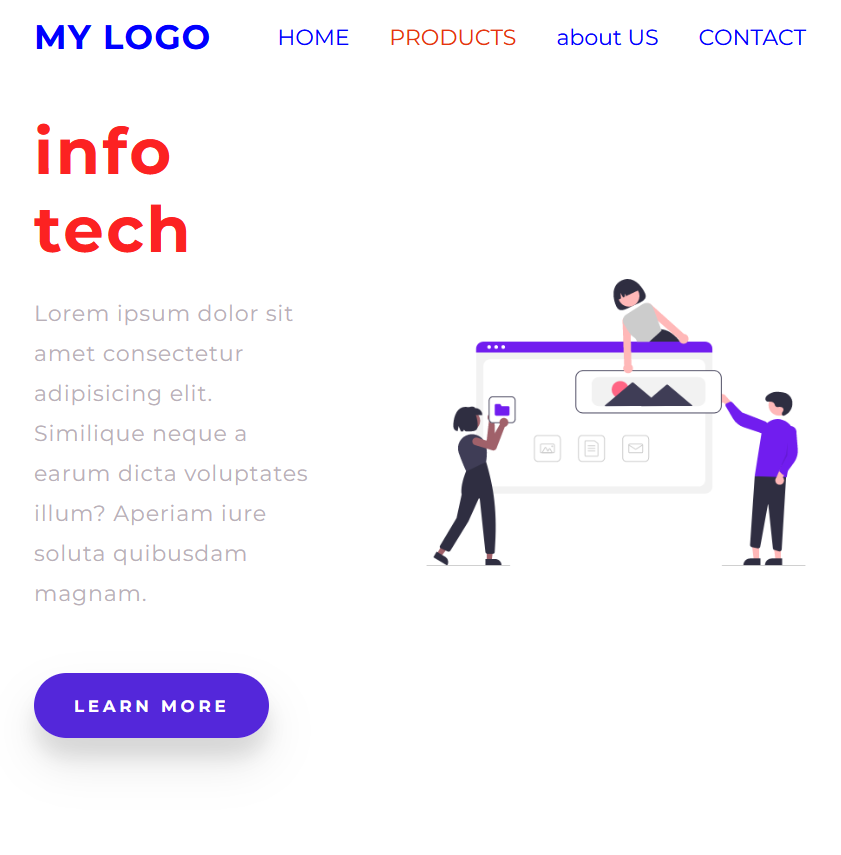 MY LOGO HOME PRODUCTS about US CONTACT
info
tech
Lorem ipsum dolor sit
amet consectetur
adipisicing elit.
Similique neque a
earum dicta voluptates
illum? Aperiam iure
soluta quibusdam
magnam.
LEARN MORE